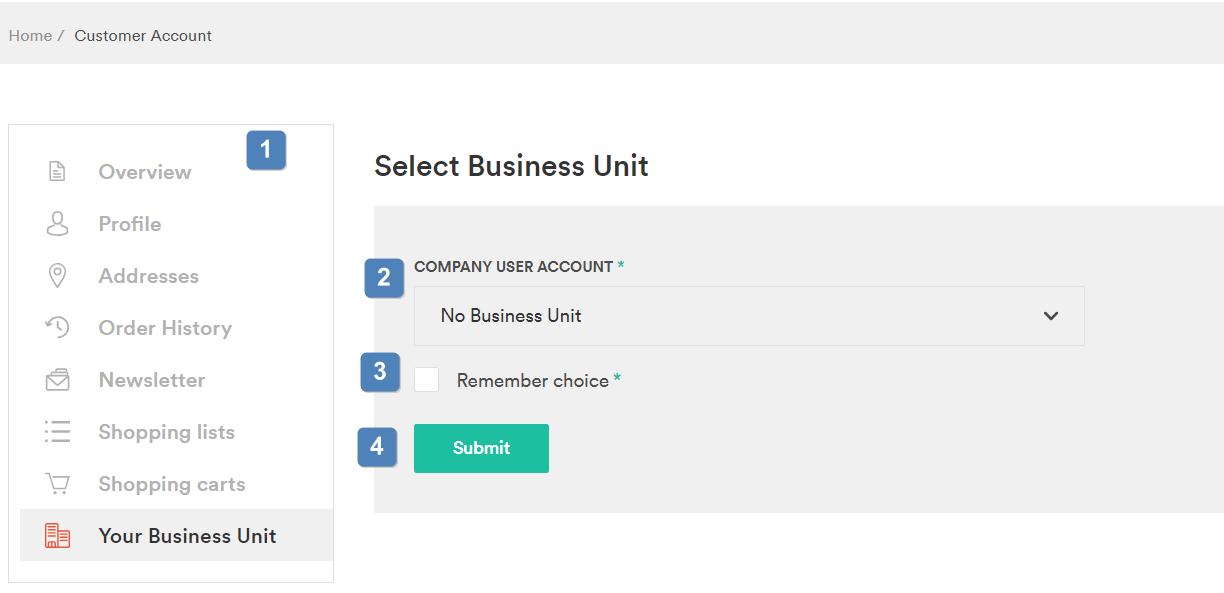 Home / Customer Account
1
Overview
Profile
Addresses
Order History
Newsletter
Shopping lists
Shopping carts
Your Business Unit
Select Business Unit
2 COMPANY USER ACCOUNT *
No Business Unit
3 Remember choice *
4 Submit